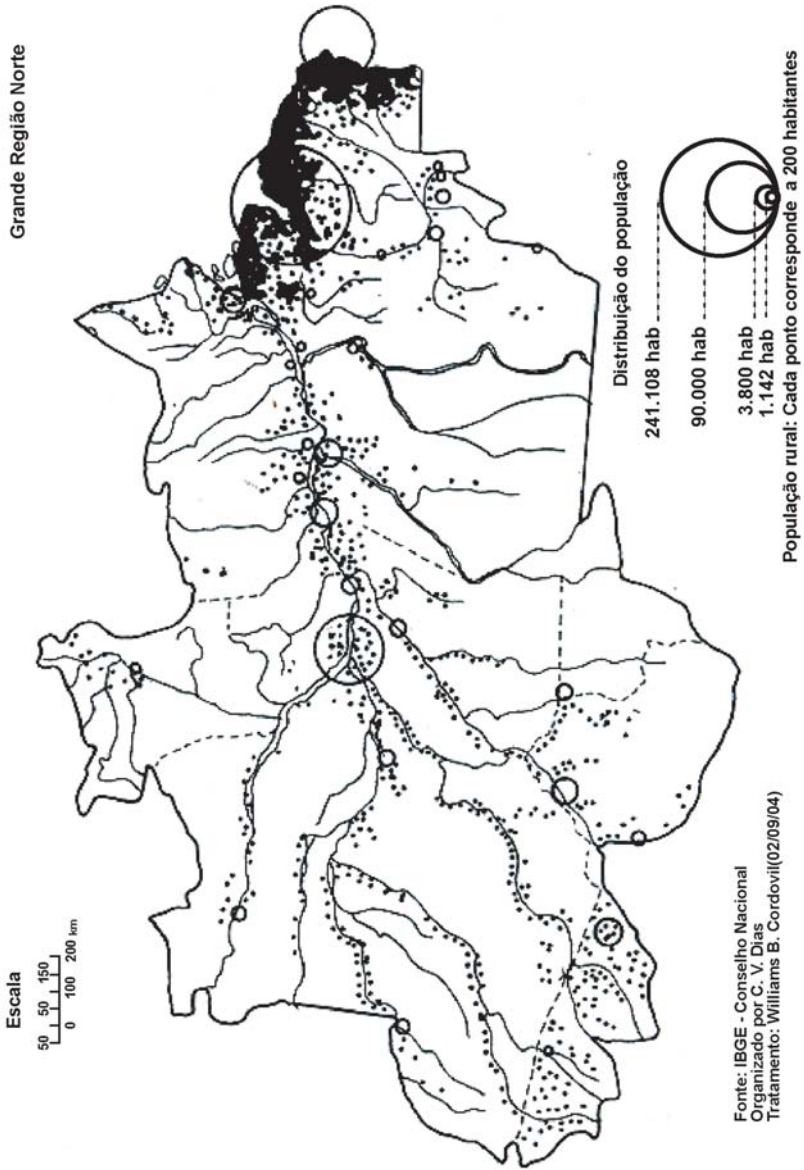 Grande Região Norte
Escala
50 50 150
0 100 200 km
Distribuição do população
241.108 hab
90.000 hab
3.800 hab
1.142 hab
População rural: Cada ponto corresponde a 200 habitantes
Fonte: IBGE - Conselho Nacional
Organizado por C. V. Dias
Tratamento: Williams B. Cordovil(02/09/04)